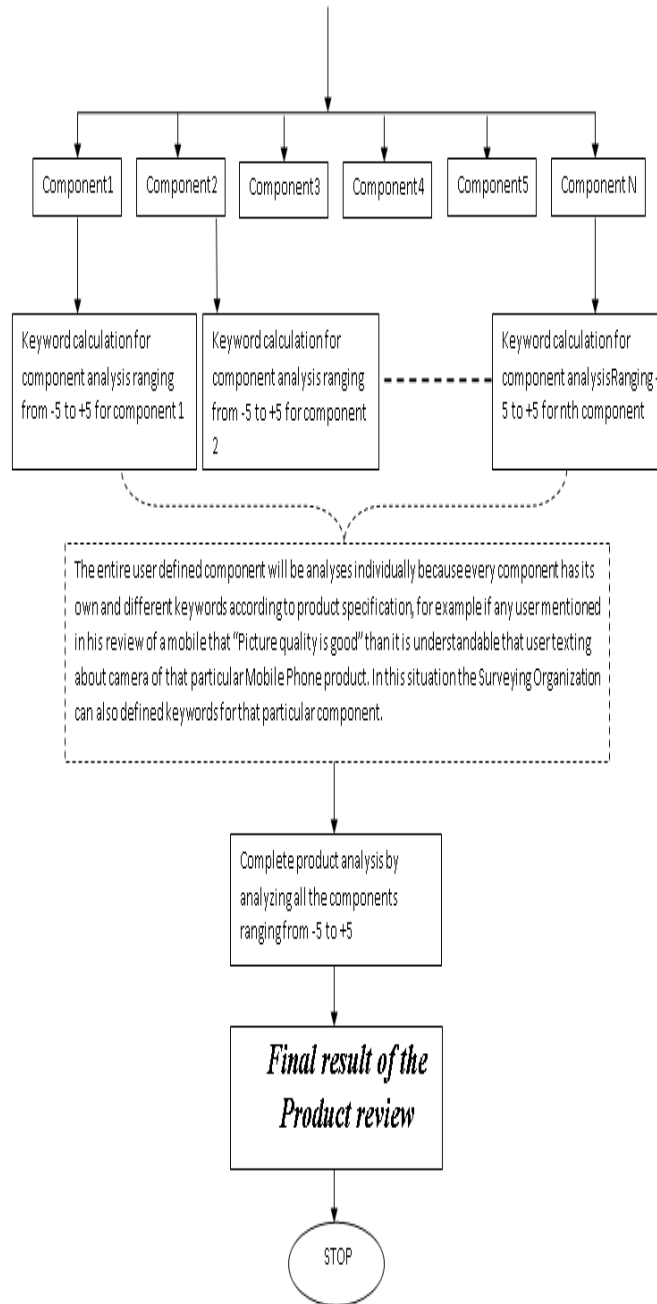 Component1
Component2
Component3
Component4
Component5
Component N
Keyword calculation for
component analysis ranging
from -5 to +5 for component 1
Keyword calculation for
component analysis ranging
from -5 to +5 for component
2
Keyword calculation for
component analysisRanging -
5 to +5 for nth component
The entire user defined component will be analyses individually because every component has its
own and different keywords according to product specification, for example if any user mentioned
in his review of a mobile that “Picture quality is good” than it is understandable that user texting
about camera of that particular Mobile Phone product. In this situation the Surveying Organization
can also defined keywords for that particular component.
Complete product analysis by
analyzing all the components
ranging from -5 to +5
Final result of the
Product review
STOP